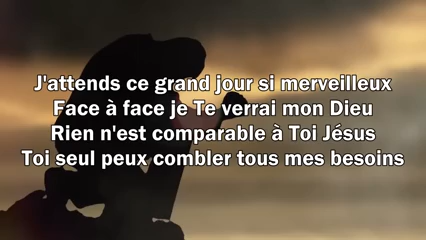 J'attends ce grand jour si merveilleux
Face à face je Te verrai mon Dieu
Rien n'est comparable à Toi Jésus
Toi seul peux combler tous mes besoins